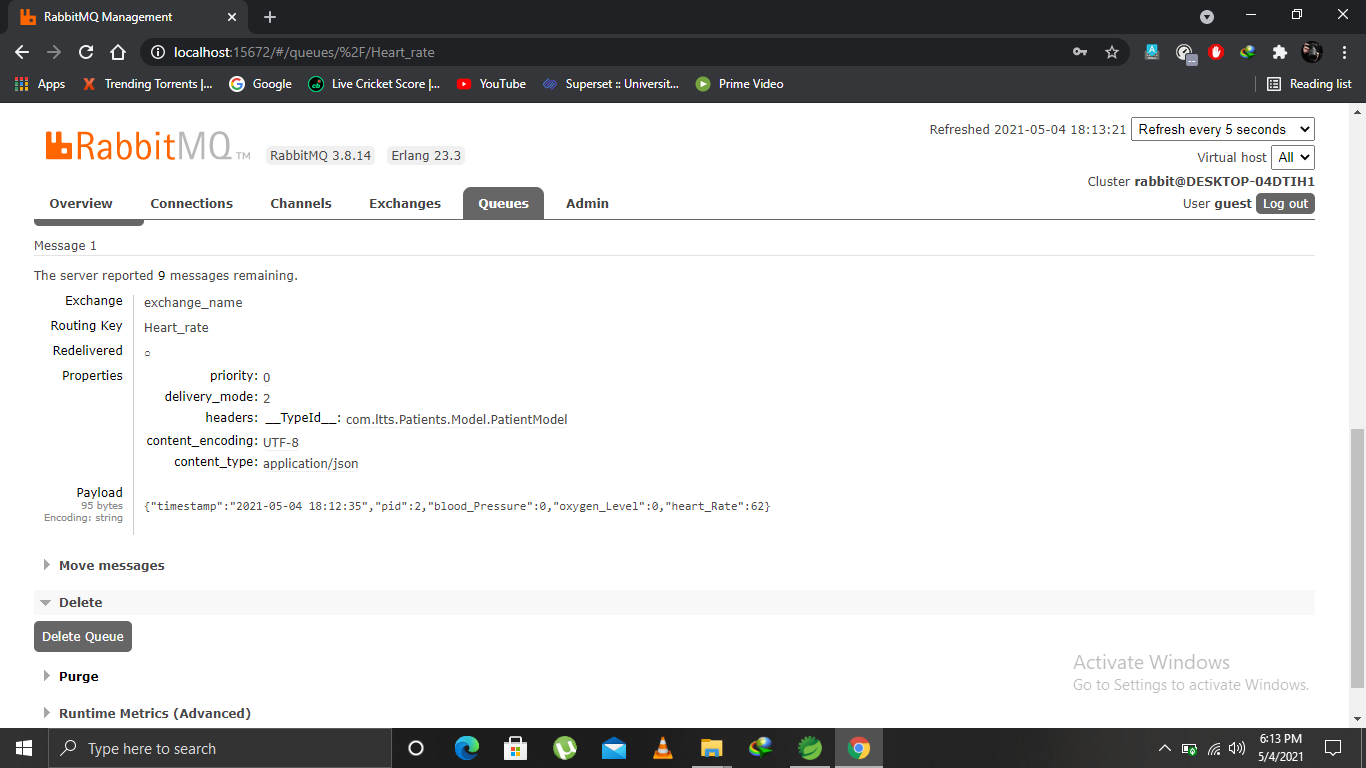 RabbitMQ Management
localhost:15672/#/queues/%2F/Heart_rate
Apps Trending Torrents |... Google Live Cricket Score |... YouTube Superset :: Universit... Prime Video Reading list
RabbitMQ TM RabbitMQ 3.8.14 Erlang 23.3
Refreshed 2021-05-04 18:13:21 Refresh every 5 seconds
Virtual host All
Cluster rabbit@DESKTOP-04DTIH1
User guest Log out
Overview Connections Channels Exchanges Queues Admin
Message 1
The server reported 9 messages remaining.
Exchange exchange_name
Routing Key Heart_rate
Redelivered ○
Properties priority: 0
delivery_mode: 2
headers: __TypeId__: com.ltts.Patients.Model.PatientModel
content_encoding: UTF-8
content_type: application/json
Payload
95 bytes
Encoding: string
{"timestamp":"2021-05-04 18:12:35","pid":2,"blood_Pressure":0,"oxygen_Level":0,"heart_Rate":62}
Move messages
Delete
Delete Queue
Purge
Runtime Metrics (Advanced)
Activate Windows
Go to Settings to activate Windows.
Type here to search
6:13 PM
5/4/2021